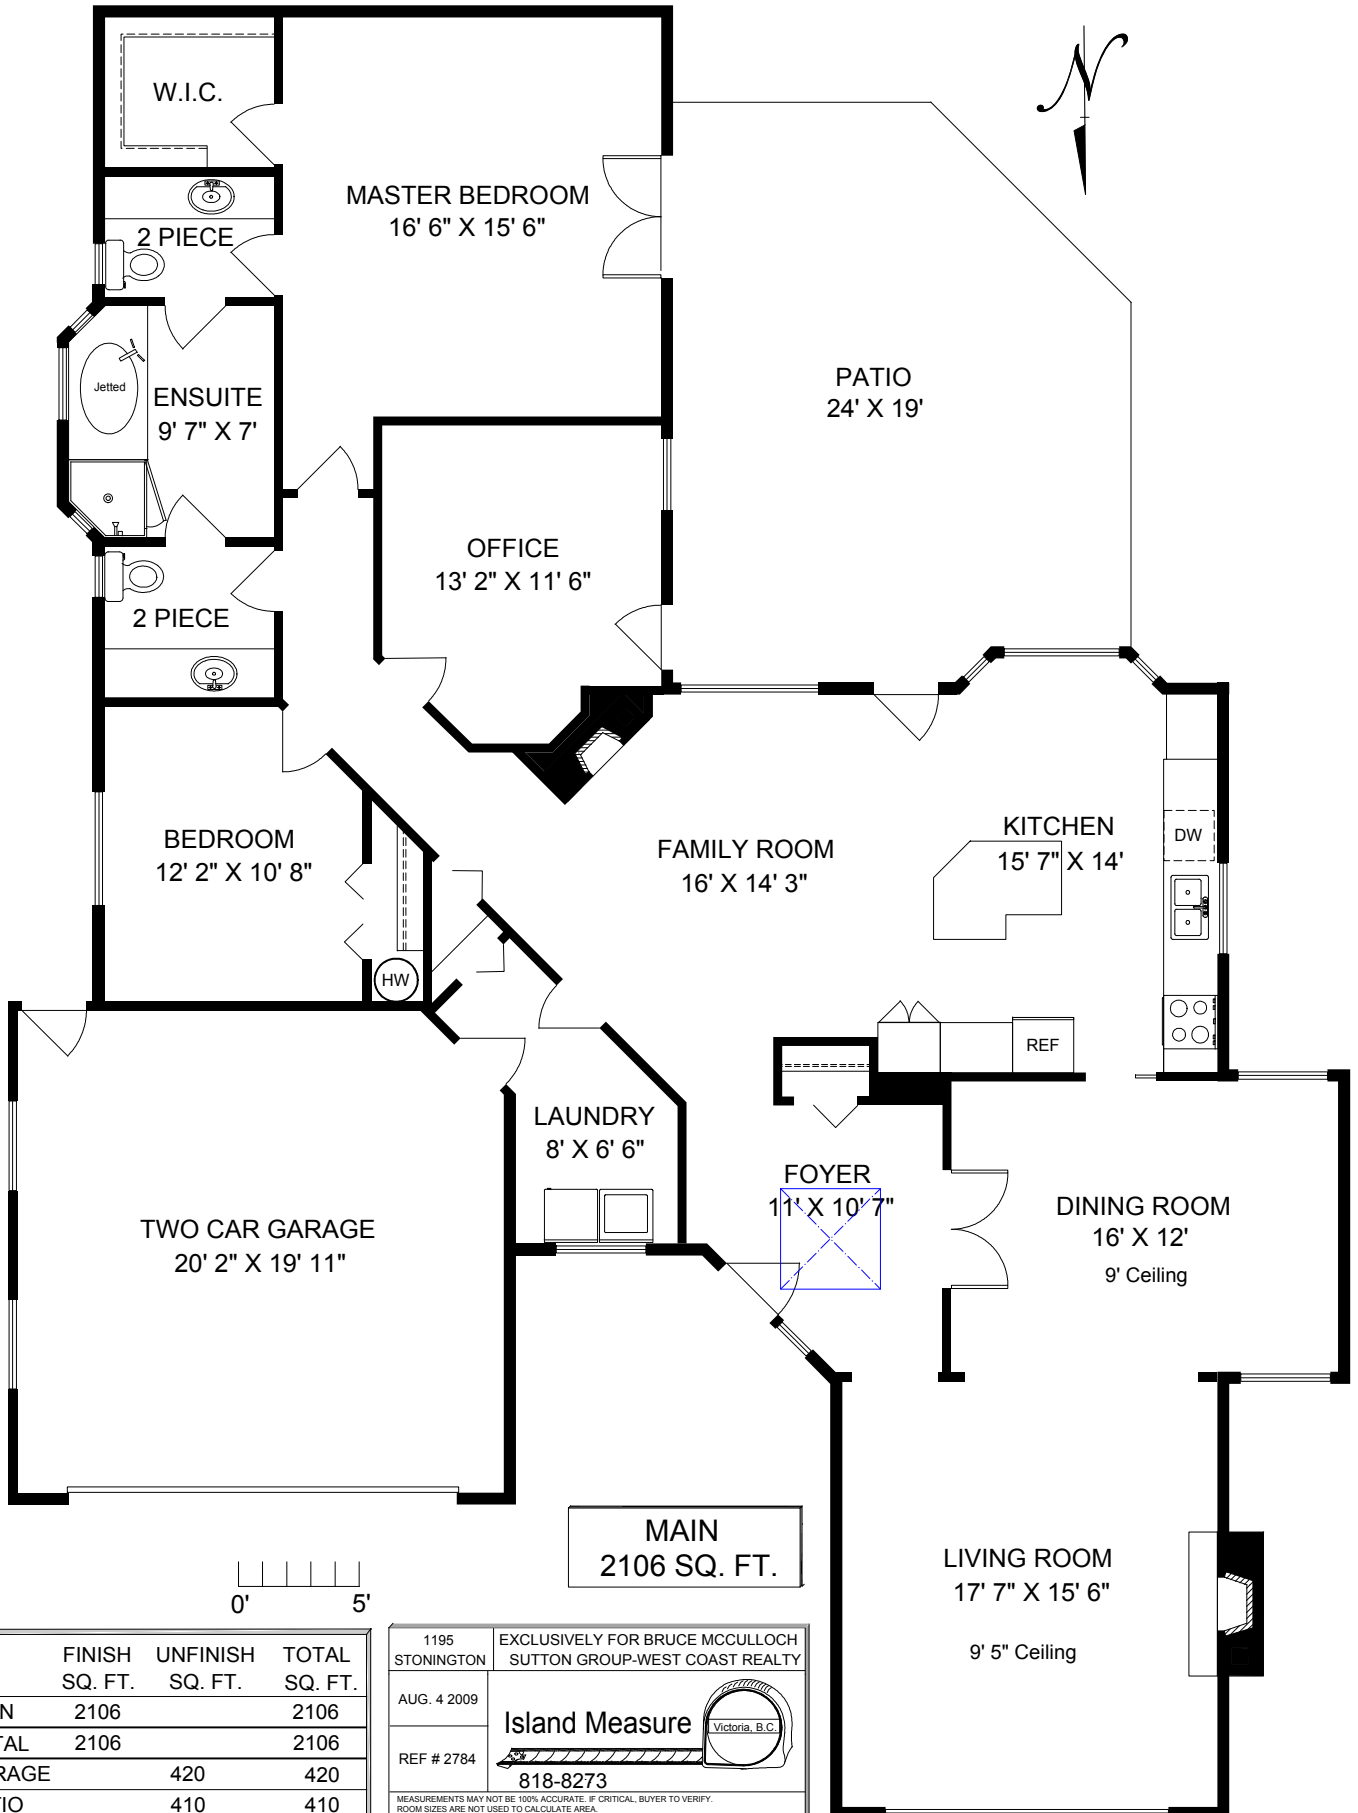 W.I.C.
N
MASTER BEDROOM
16' 6" X 15' 6"
2 PIECE
PATIO
24' X 19'
Jetted
ENSUITE
9' 7" X 7'
OFFICE
13' 2" X 11' 6"
2 PIECE
BEDROOM
12' 2" X 10' 8"
FAMILY ROOM
16' X 14' 3"
KITCHEN
15' 7" X 14'
DW
HW
REF
LAUNDRY
8' X 6' 6"
FOYER
11' X 10' 7"
DINING ROOM
16' X 12'
9' Ceiling
TWO CAR GARAGE
20' 2" X 19' 11"
MAIN
2106 SQ. FT.
LIVING ROOM
17' 7" X 15' 6"
9' 5" Ceiling
0' 5'
FINISH UNFINISH TOTAL
SQ. FT. SQ. FT. SQ. FT.
N 2106 2106
AL 2106 2106
RAGE 420 420
TIO 410 410
1195
STONINGTON
EXCLUSIVELY FOR BRUCE MCCULLOCH
SUTTON GROUP-WEST COAST REALTY
AUG. 4 2009
REF # 2784
Island Measure
Victoria, B.C.
818-8273
MEASUREMENTS MAY NOT BE 100% ACCURATE. IF CRITICAL, BUYER TO VERIFY.
ROOM SIZES ARE NOT USED TO CALCULATE AREA.